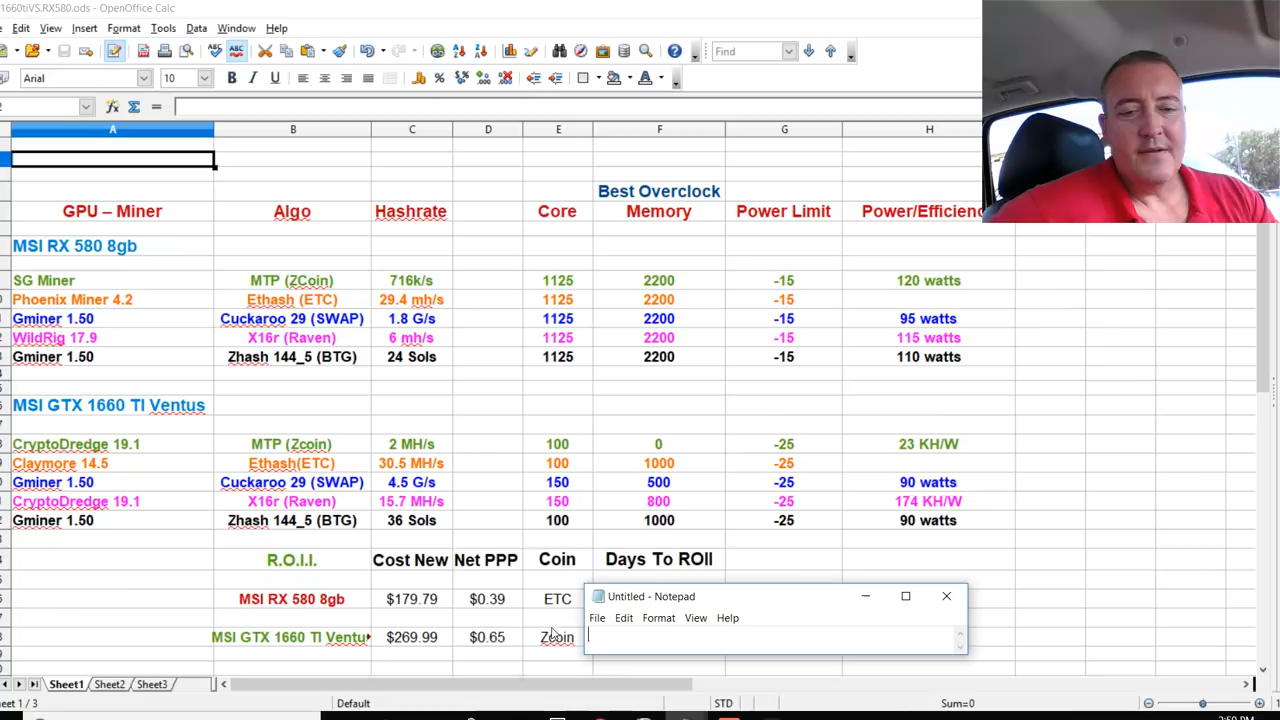 1660tiVS.RX580.ods - OpenOffice Calc
Edit View Insert Format Tools Data Window Help
Find
Arial 10
A B C D E F G H
Best Overclock
GPU – Miner Algo Hashrate Core Memory Power Limit Power/Efficienc
MSI RX 580 8gb
SG Miner MTP (ZCoin) 716k/s 1125 2200 -15 120 watts
Phoenix Miner 4.2 Ethash (ETC) 29.4 mh/s 1125 2200 -15
Gminer 1.50 Cuckaroo 29 (SWAP) 1.8 G/s 1125 2200 -15 95 watts
WildRig 17.9 X16r (Raven) 6 mh/s 1125 2200 -15 115 watts
Gminer 1.50 Zhash 144_5 (BTG) 24 Sols 1125 2200 -15 110 watts
MSI GTX 1660 TI Ventus
CryptoDredge 19.1 MTP (Zcoin) 2 MH/s 100 0 -25 23 KH/W
Claymore 14.5 Ethash(ETC) 30.5 MH/s 100 1000 -25
Gminer 1.50 Cuckaroo 29 (SWAP) 4.5 G/s 150 500 -25 90 watts
CryptoDredge 19.1 X16r (Raven) 15.7 MH/s 150 800 -25 174 KH/W
Gminer 1.50 Zhash 144_5 (BTG) 36 Sols 100 1000 -25 90 watts
R.O.I.I. Cost New Net PPP Coin Days To ROII
MSI RX 580 8gb $179.79 $0.39 ETC
MSI GTX 1660 TI Ventu $269.99 $0.65 Zcoin
Untitled - Notepad
File Edit Format View Help
Sheet1 Sheet2 Sheet3
heet 1 / 3 Default STD Sum=0